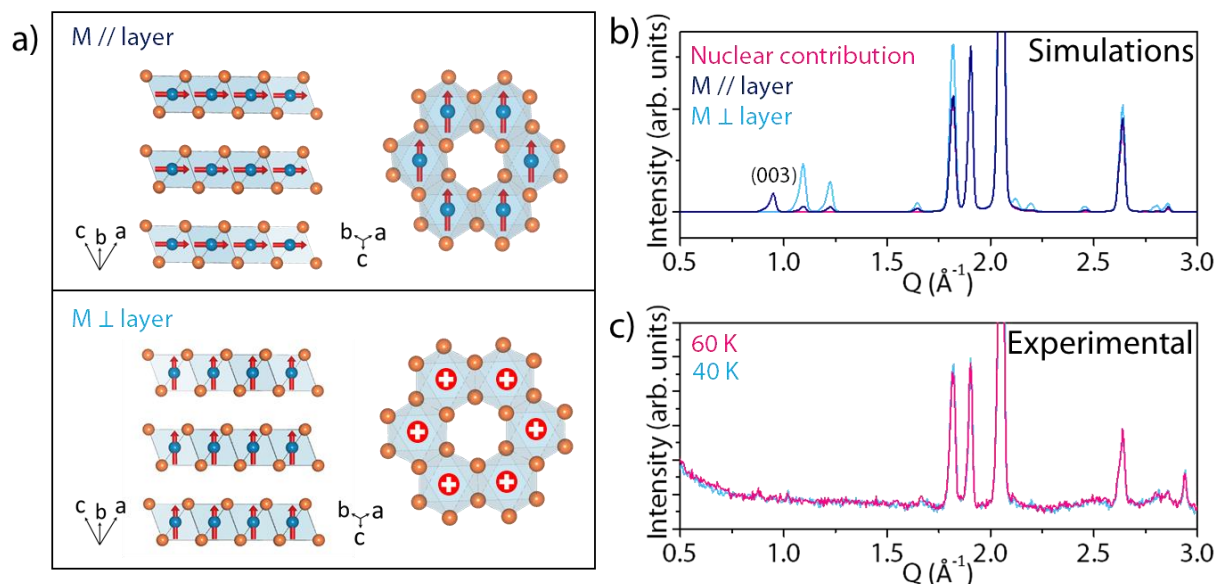 a)
M // layer
c
b
a
b
a
c
M ⊥ layer
c
b
a
b
a
c
b)
Simulations
Nuclear contribution
M // layer
M ⊥ layer
(003)
Intensity (arb. units)
0.5 1.0 1.5 2.0 2.5 3.0
Q (Å⁻¹)
c)
Experimental
60 K
40 K
Intensity (arb. units)
0.5 1.0 1.5 2.0 2.5 3.0
Q (Å⁻¹)